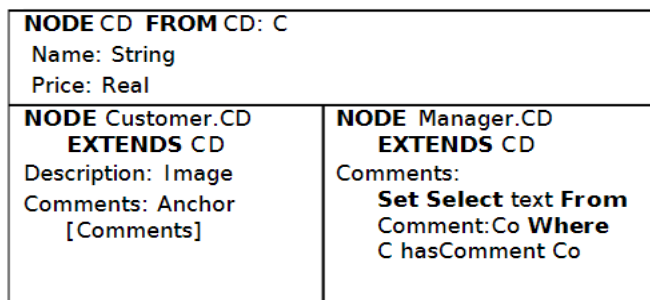 NODE CD FROM CD: C
Name: String
Price: Real
NODE Customer.CD
EXTENDS CD
Description: Image
Comments: Anchor
[Comments]
NODE Manager.CD
EXTENDS CD
Comments:
Set Select text From
Comment:Co Where
C hasComment Co